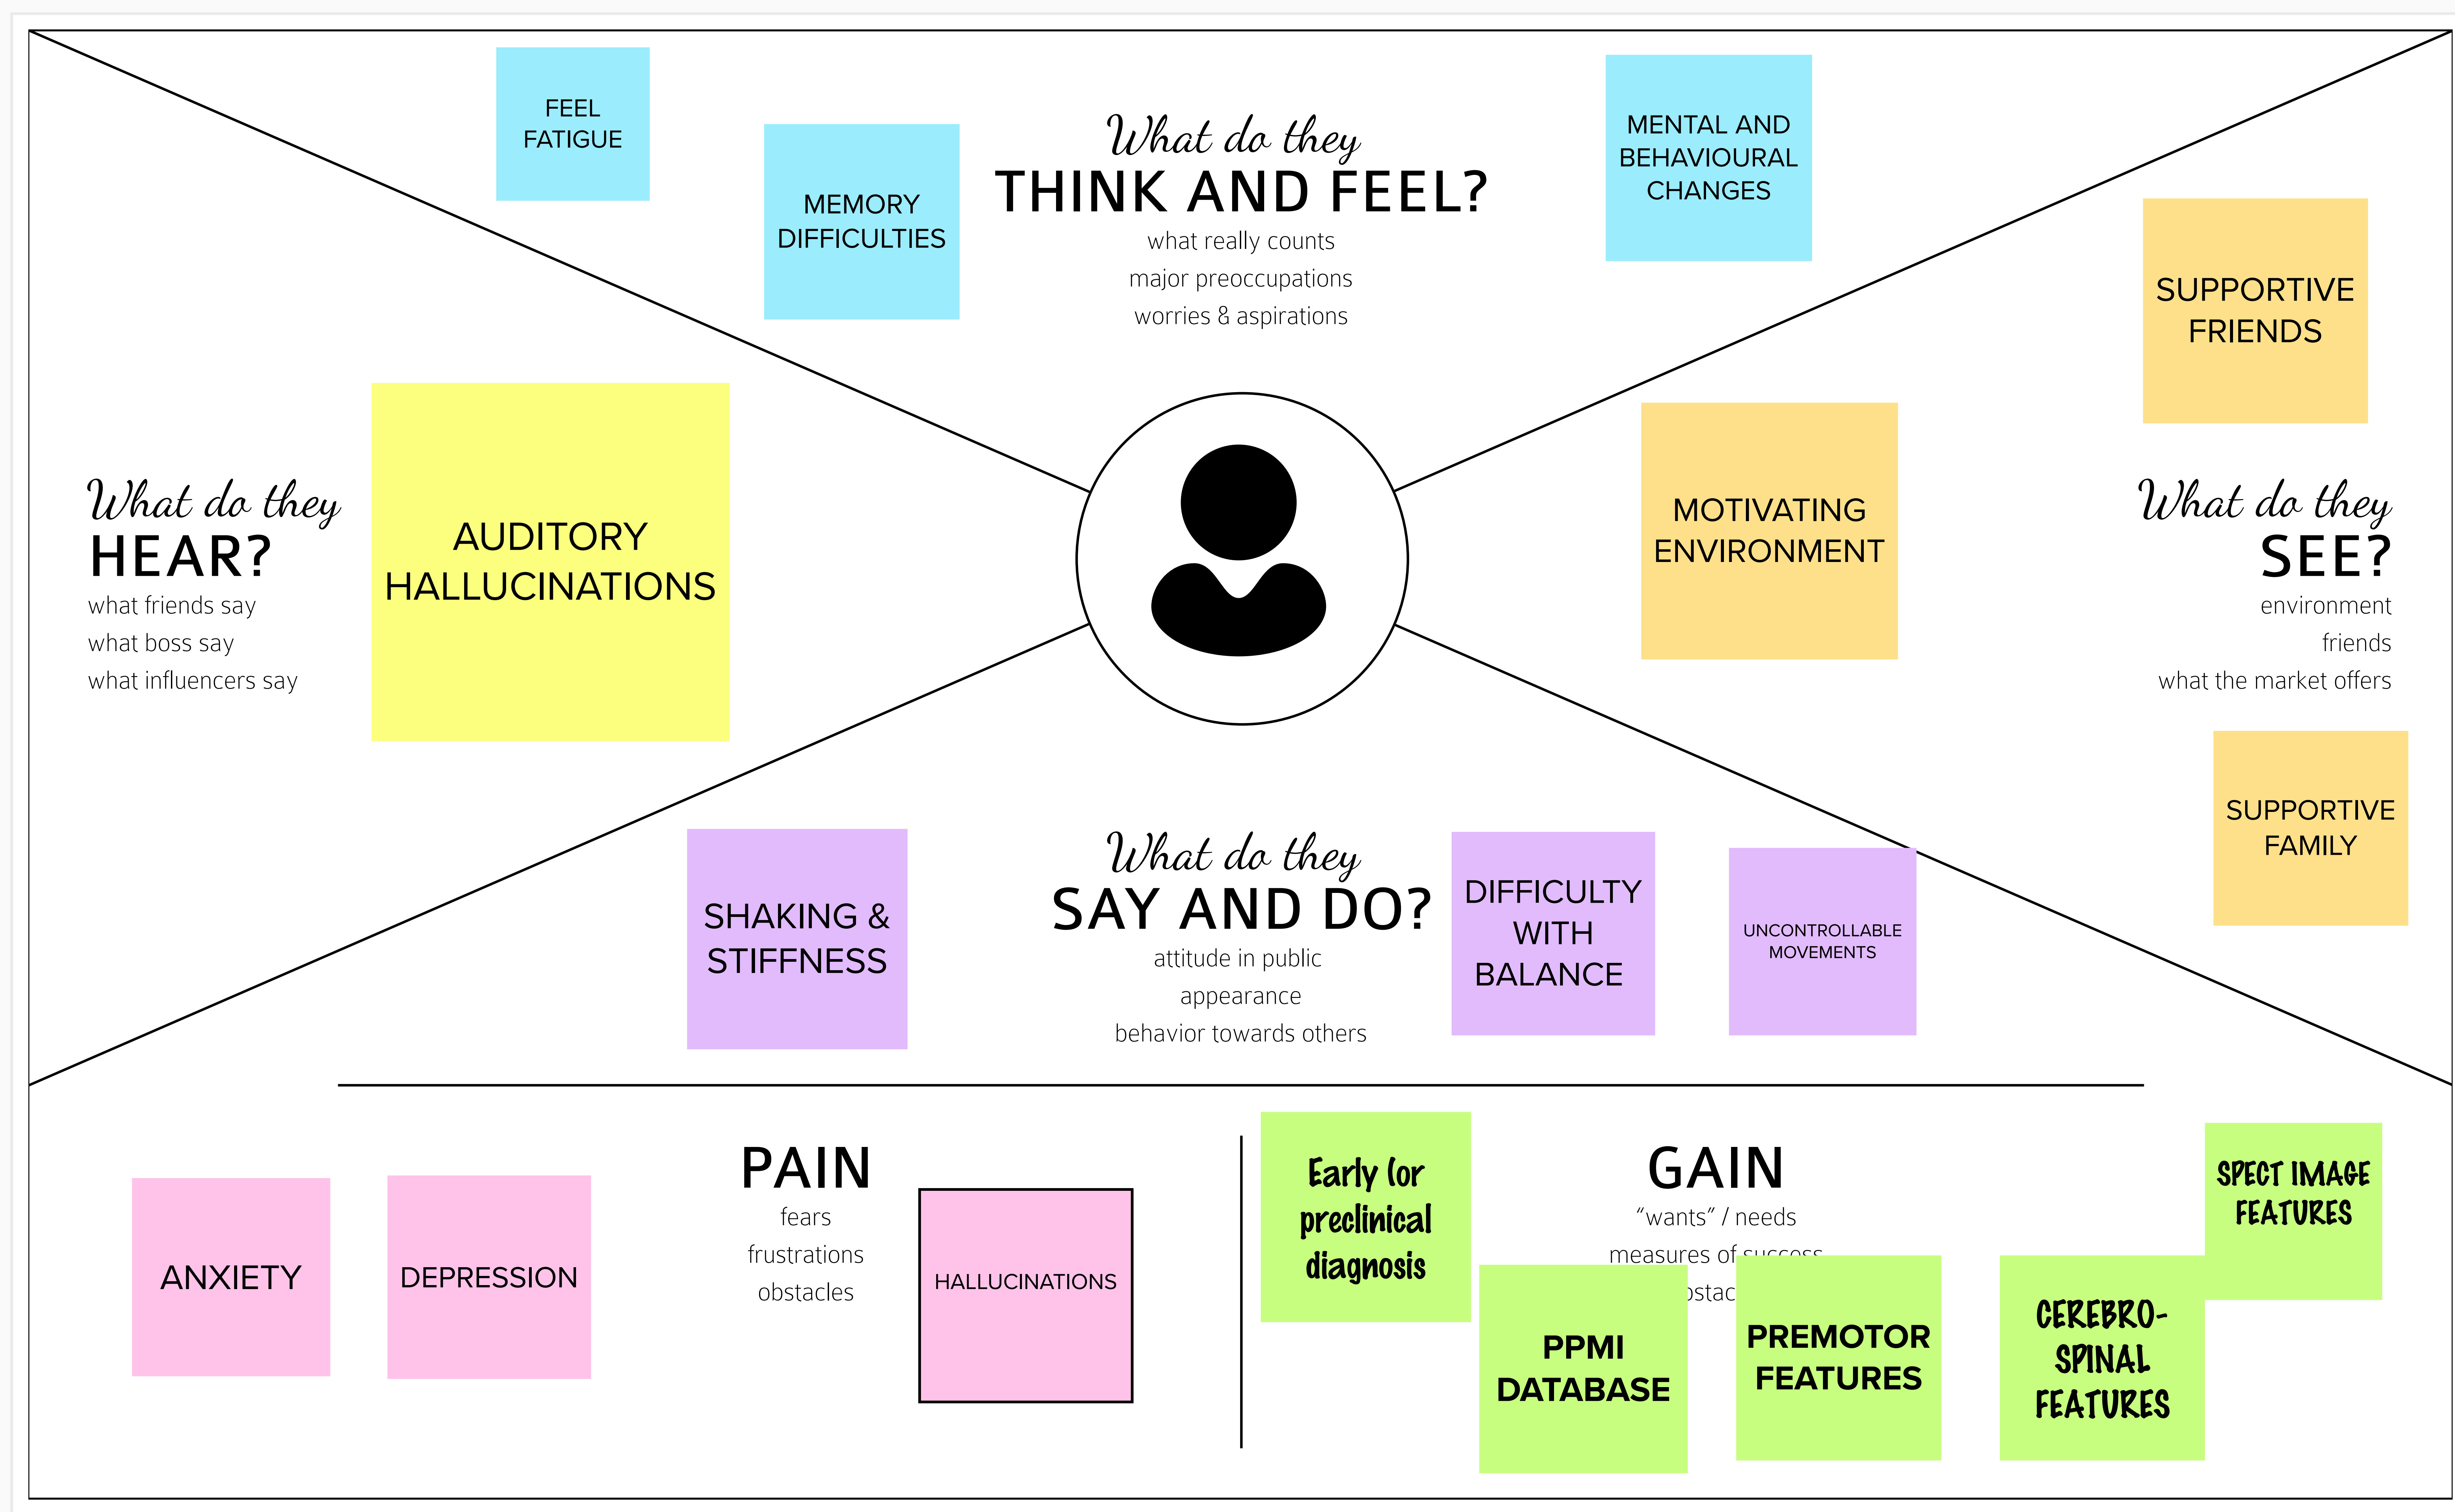 FEEL
FATIGUE
MEMORY
DIFFICULTIES
What do they
THINK AND FEEL?
what really counts
major preoccupations
worries & aspirations
MENTAL AND
BEHAVIOURAL
CHANGES
What do they
HEAR?
what friends say
what boss say
what influencers say
AUDITORY
HALLUCINATIONS
SUPPORTIVE
FRIENDS
MOTIVATING
ENVIRONMENT
What do they
SEE?
environment
friends
what the market offers
SUPPORTIVE
FAMILY
SHAKING &
STIFFNESS
What do they
SAY AND DO?
attitude in public
appearance
behavior towards others
DIFFICULTY
WITH
BALANCE
UNCONTROLLABLE
MOVEMENTS
ANXIETY
DEPRESSION
PAIN
fears
frustrations
obstacles
HALLUCINATIONS
Early (or
preclinical
diagnosis
GAIN
“wants” / needs
measures of success
PPMI
DATABASE
PREMOTOR
FEATURES
CEREBRO-
SPINAL
FEATURES
SPECT IMAGE
FEATURES